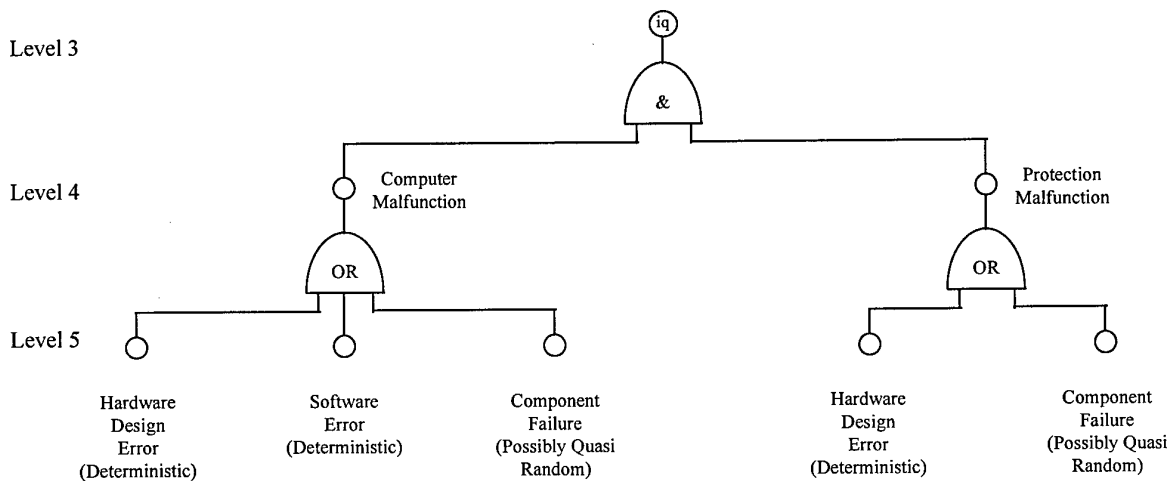 iq
Level 3
&
Level 4
Computer
Malfunction
Protection
Malfunction
OR
OR
Level 5
Hardware
Design
Error
(Deterministic)
Software
Error
(Deterministic)
Component
Failure
(Possibly Quasi
Random)
Hardware
Design
Error
(Deterministic)
Component
Failure
(Possibly Quasi
Random)